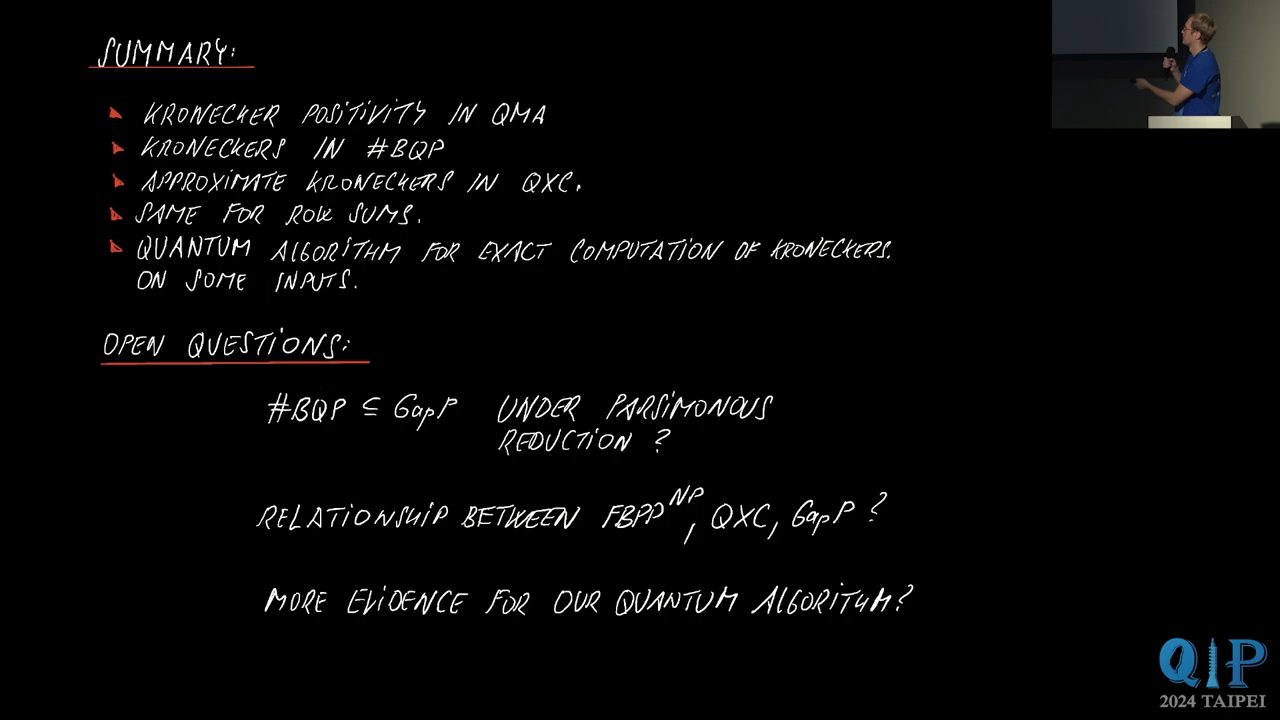 SUMMARY:
KRONECKER POSITIVITY IN QMA
KRONECKERS IN #BQP
APPROXIMATE KRONECKERS IN QXC.
SAME FOR ROW SUMS.
QUANTUM ALGORITHM FOR EXACT COMPUTATION OF KRONECKERS.
ON SOME INPUTS.
OPEN QUESTIONS:
#BQP ⊆ GapP UNDER PARSIMONOUS
REDUCTION ?
RELATIONSHIP BETWEEN FBPP^NP, QXC, GapP ?
MORE EVIDENCE FOR OUR QUANTUM ALGORITHM?
QIP
2024 TAIPEI